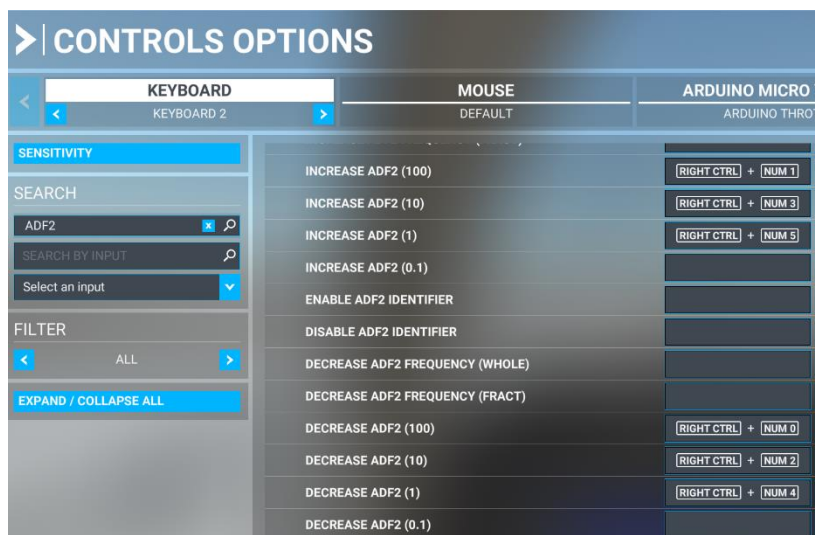 CONTROLS OPTIONS
KEYBOARD
KEYBOARD 2
MOUSE
DEFAULT
ARDUINO MICRO
ARDUINO THRO
SENSITIVITY
SEARCH
ADF2
SEARCH BY INPUT
Select an input
FILTER
ALL
EXPAND / COLLAPSE ALL
INCREASE ADF2 (100) RIGHT CTRL + NUM 1
INCREASE ADF2 (10) RIGHT CTRL + NUM 3
INCREASE ADF2 (1) RIGHT CTRL + NUM 5
INCREASE ADF2 (0.1)
ENABLE ADF2 IDENTIFIER
DISABLE ADF2 IDENTIFIER
DECREASE ADF2 FREQUENCY (WHOLE)
DECREASE ADF2 FREQUENCY (FRACT)
DECREASE ADF2 (100) RIGHT CTRL + NUM 0
DECREASE ADF2 (10) RIGHT CTRL + NUM 2
DECREASE ADF2 (1) RIGHT CTRL + NUM 4
DECREASE ADF2 (0.1)